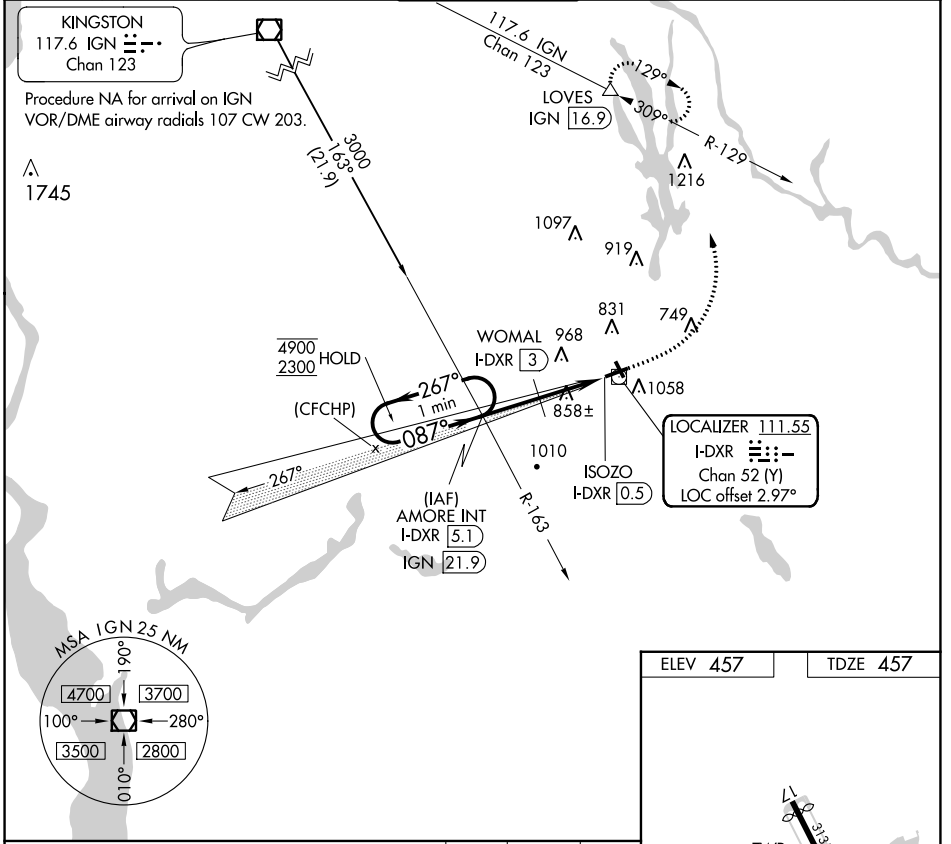 KINGSTON
117.6 IGN
Chan 123
Procedure NA for arrival on IGN
VOR/DME airway radials 107 CW 203.
1745
3000
163°
(21.9)
117.6 IGN
Chan 123
LOVES
IGN 16.9
129°
309°
R-129
1216
1097
919
831
749
968
WOMAL
I-DXR 3
4900
2300
HOLD
267°
1 min
087°
(CFCHP)
x
267°
858±
1058
1010
ISOZO
I-DXR 0.5
LOCALIZER 111.55
I-DXR
Chan 52 (Y)
LOC offset 2.97°
(IAF)
AMORE INT
I-DXR 5.1
IGN 21.9
R-163
MSA IGN 25 NM
190°
4700
3700
100°
280°
3500
2800
010°
ELEV 457
TDZE 457
17